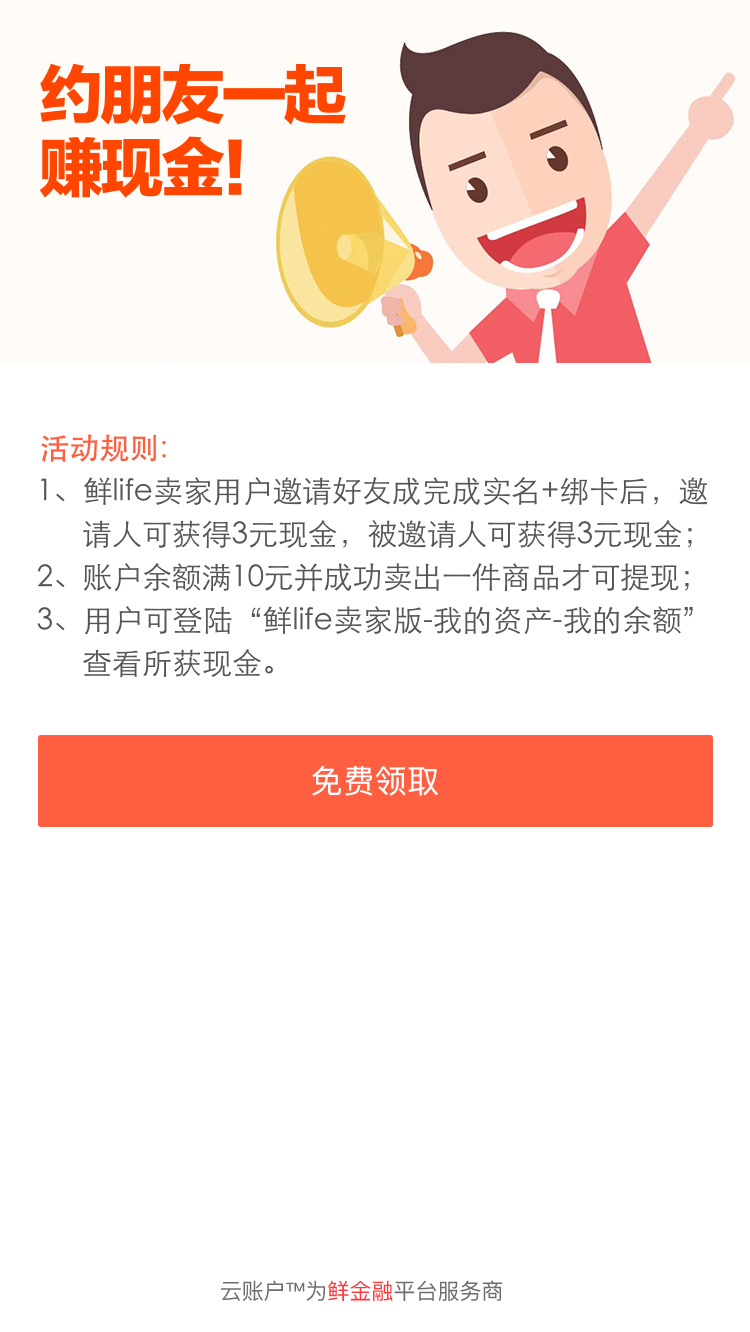 约朋友一起
赚现金!
活动规则:
1、鲜life卖家用户邀请好友成完成实名+绑卡后，邀
请人可获得3元现金，被邀请人可获得3元现金；
2、账户余额满10元并成功卖出一件商品才可提现；
3、用户可登陆“鲜life卖家版-我的资产-我的余额”
查看所获现金。
免费领取
云账户™为鲜金融平台服务商